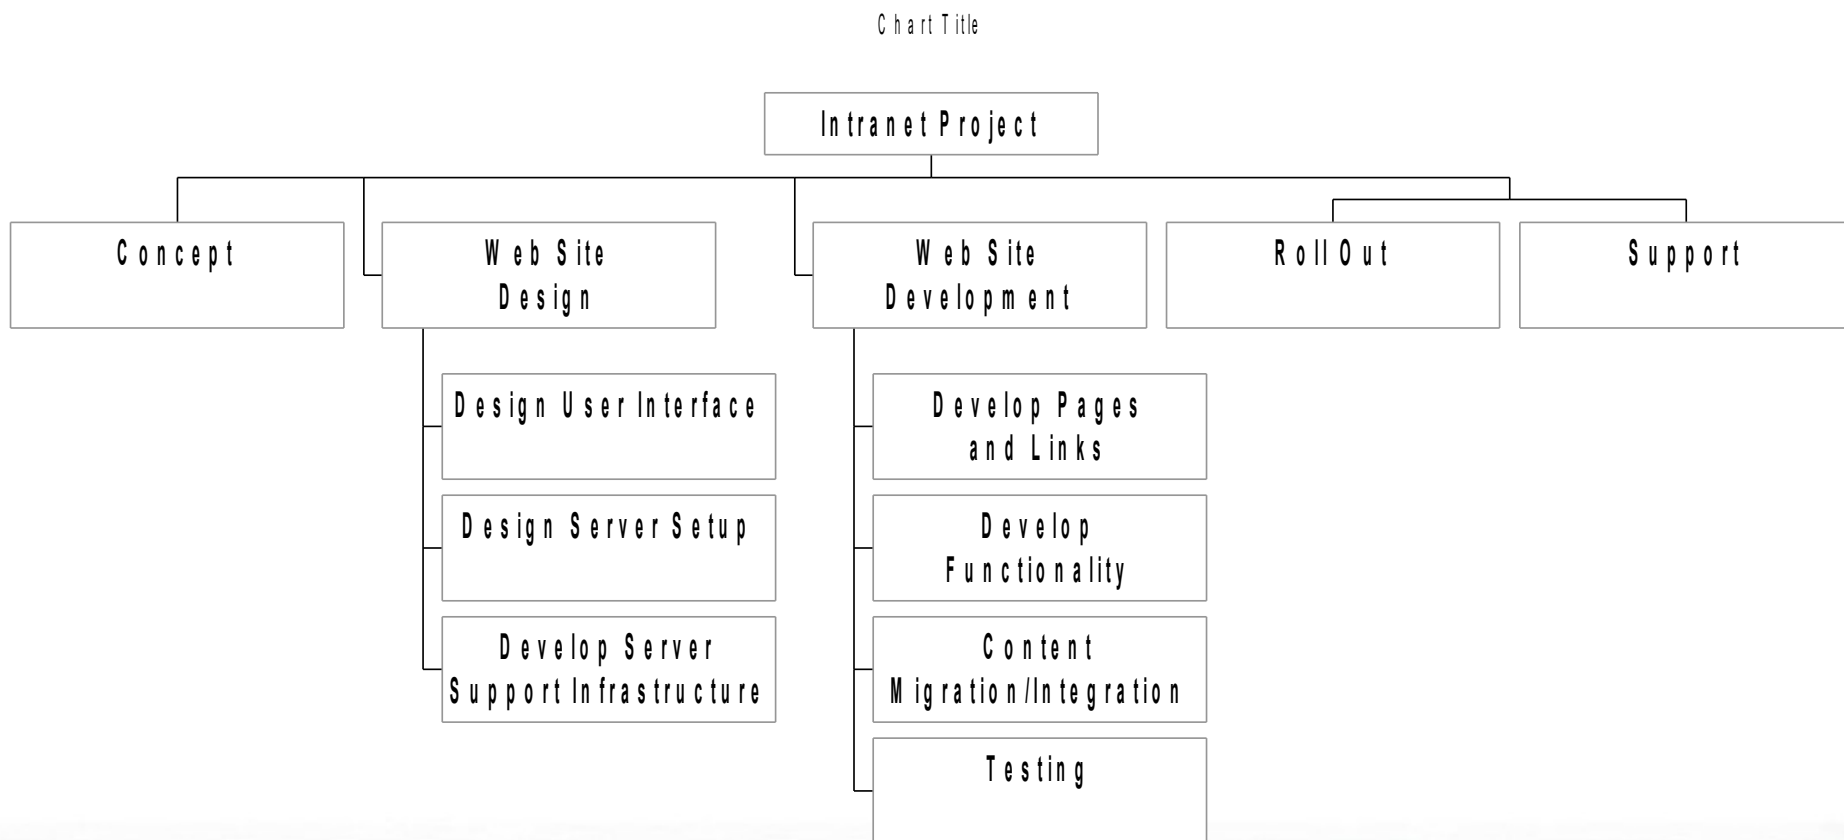 Chart Title
Intranet Project
Concept
Web Site
Design
Web Site
Development
Roll Out
Support
Design User Interface
Design Server Setup
Develop Server
Support Infrastructure
Develop Pages
and Links
Develop
Functionality
Content
Migration/Integration
Testing